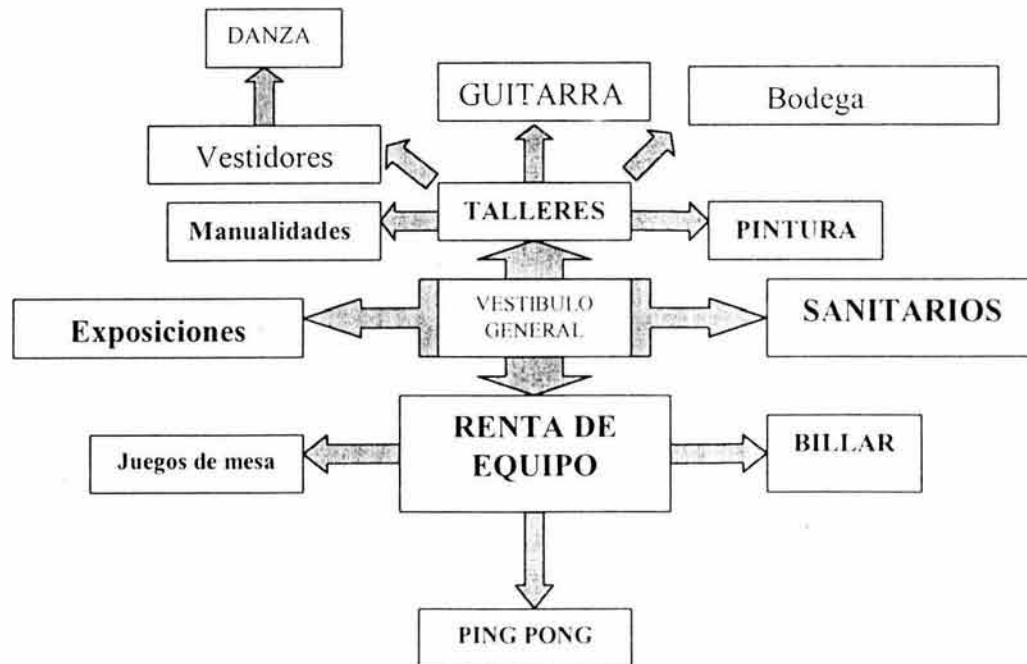 DANZA
GUITARRA
Bodega
Vestidores
TALLERES
Manualidades
PINTURA
VESTIBULO
GENERAL
Exposiciones
SANITARIOS
RENTA DE
EQUIPO
Juegos de mesa
BILLAR
PING PONG